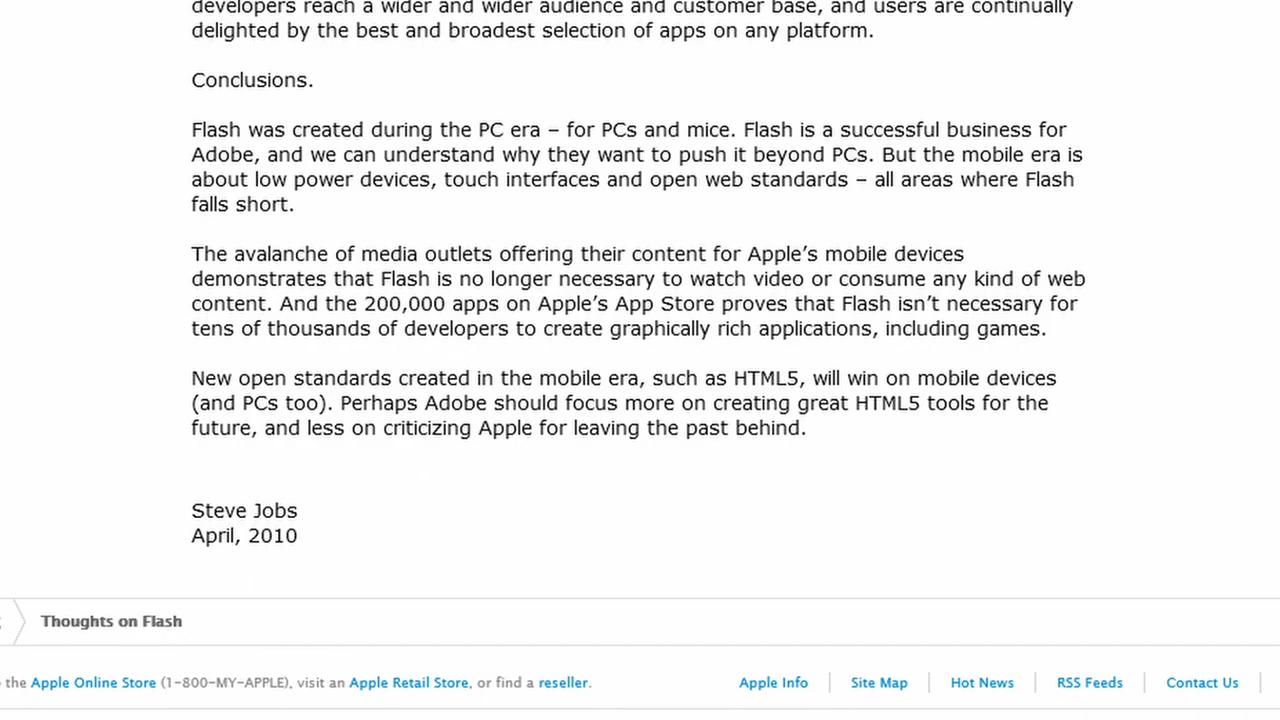 developers reach a wider and wider audience and customer base, and users are continually
delighted by the best and broadest selection of apps on any platform.
Conclusions.
Flash was created during the PC era – for PCs and mice. Flash is a successful business for
Adobe, and we can understand why they want to push it beyond PCs. But the mobile era is
about low power devices, touch interfaces and open web standards – all areas where Flash
falls short.
The avalanche of media outlets offering their content for Apple’s mobile devices
demonstrates that Flash is no longer necessary to watch video or consume any kind of web
content. And the 200,000 apps on Apple’s App Store proves that Flash isn’t necessary for
tens of thousands of developers to create graphically rich applications, including games.
New open standards created in the mobile era, such as HTML5, will win on mobile devices
(and PCs too). Perhaps Adobe should focus more on creating great HTML5 tools for the
future, and less on criticizing Apple for leaving the past behind.
Steve Jobs
April, 2010
Thoughts on Flash
the Apple Online Store (1-800-MY-APPLE), visit an Apple Retail Store, or find a reseller. Apple Info Site Map Hot News RSS Feeds Contact Us